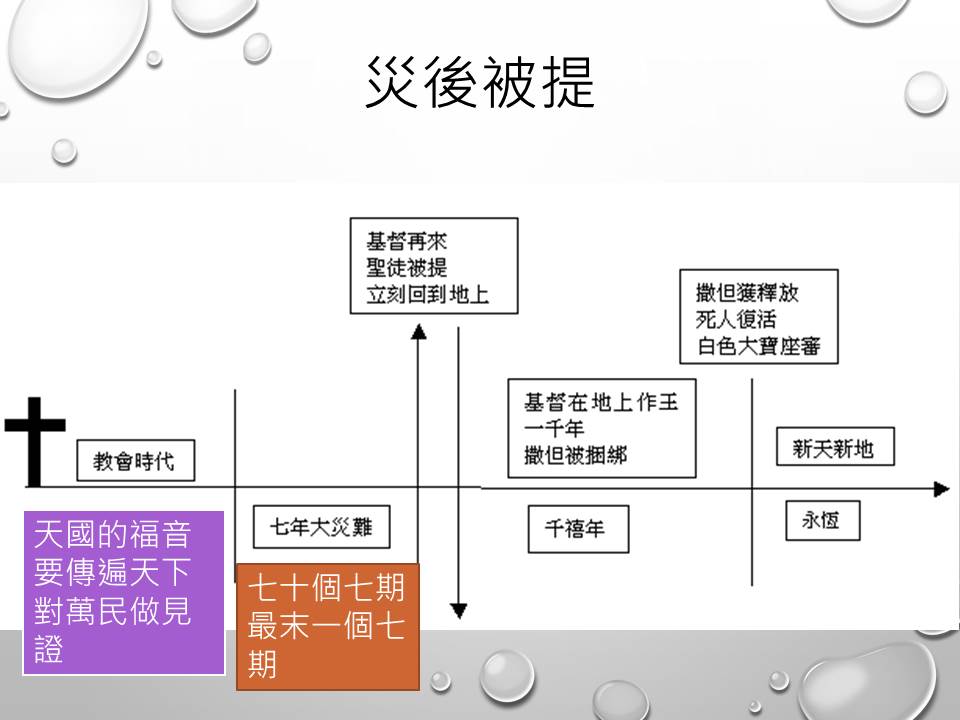 災後被提
基督再來
聖徒被提
立刻回到地上
撒但獲釋放
死人復活
白色大寶座審
基督在地上作王
一千年
撒但被捆綁
教會時代
新天新地
七年大災難
千禧年
永恆
天國的福音
要傳遍天下
對萬民做見
證
七十個七期
最末一個七
期